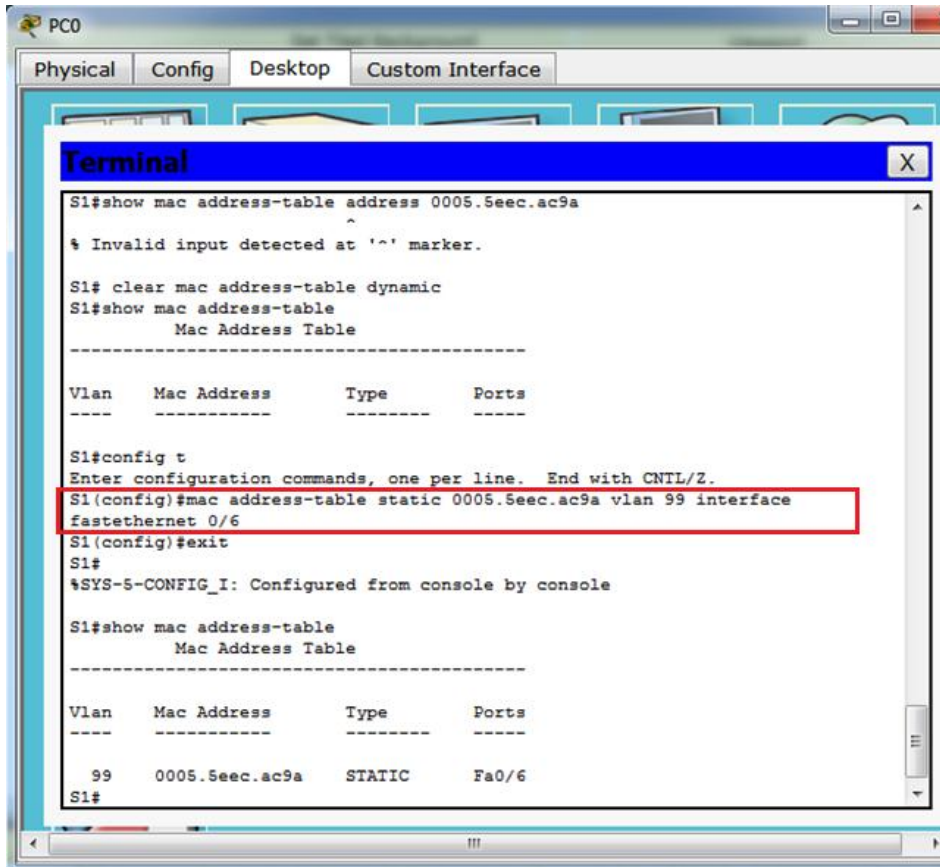 PC0
Physical Config Desktop Custom Interface
Terminal X
S1#show mac address-table address 0005.5eec.ac9a
^
% Invalid input detected at '^' marker.
S1# clear mac address-table dynamic
S1#show mac address-table
Mac Address Table
-------------------------------------------
Vlan Mac Address Type Ports
---- ----------- -------- -----
S1#config t
Enter configuration commands, one per line. End with CNTL/Z.
S1(config)#mac address-table static 0005.5eec.ac9a vlan 99 interface
fastethernet 0/6
S1(config)#exit
S1#
%SYS-5-CONFIG_I: Configured from console by console
S1#show mac address-table
Mac Address Table
-------------------------------------------
Vlan Mac Address Type Ports
---- ----------- -------- -----
99 0005.5eec.ac9a STATIC Fa0/6
S1#